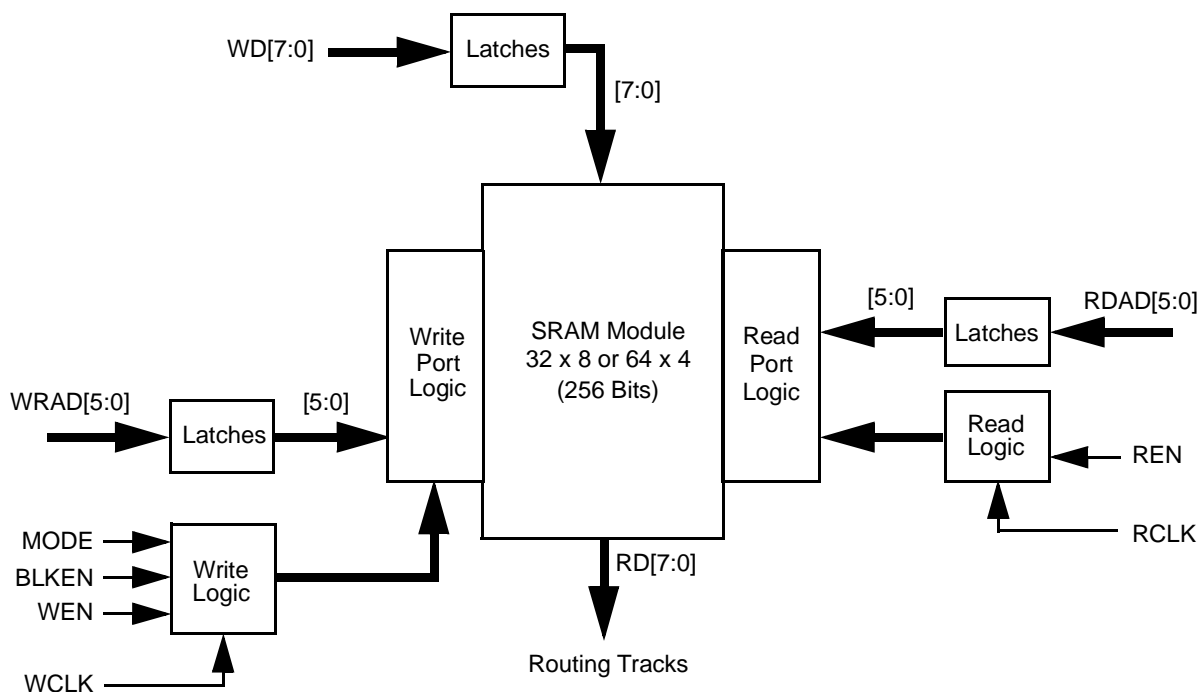 WD[7:0]
Latches
[7:0]
SRAM Module
32 x 8 or 64 x 4
(256 Bits)
Write
Port
Logic
Read
Port
Logic
[5:0]
Latches
RDAD[5:0]
WRAD[5:0]
Latches
[5:0]
Read
Logic
REN
RCLK
MODE
BLKEN
WEN
WCLK
Write
Logic
RD[7:0]
Routing Tracks